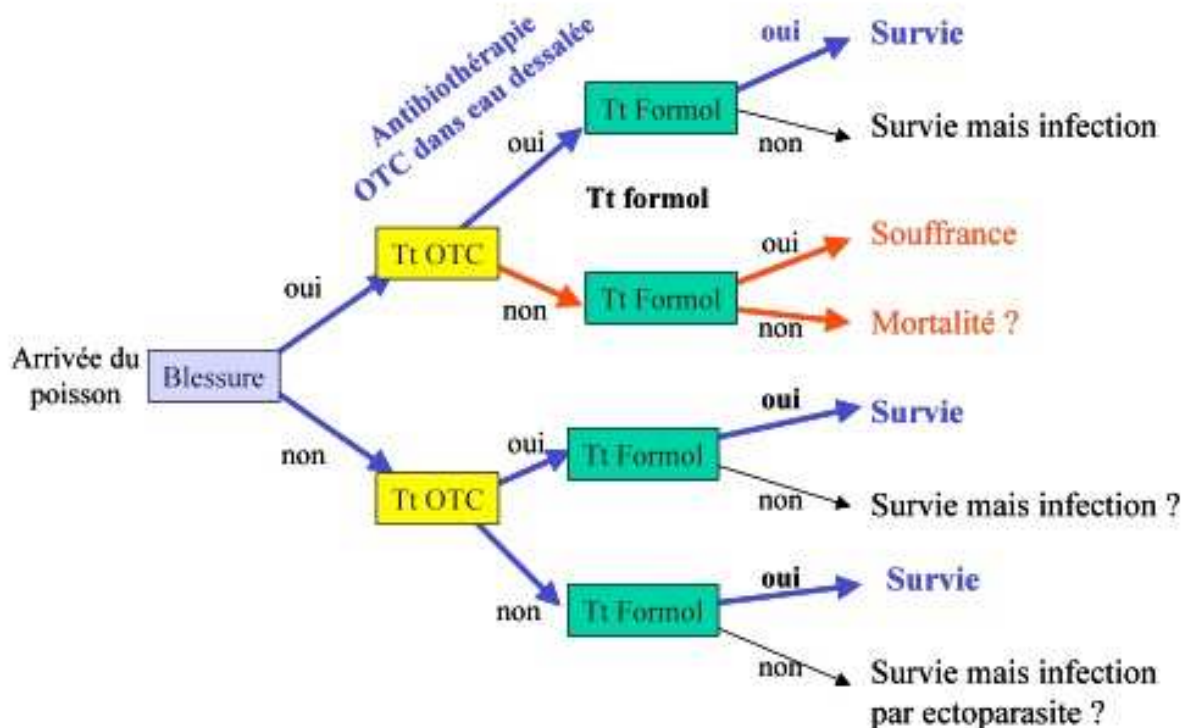 oui
Survie
Antibiothérapie
OTC dans eau dessalée
Tt Formol
oui
non
Survie mais infection
Tt formol
Tt OTC
oui
Souffrance
oui
non
Tt Formol
non
Mortalité ?
Arrivée du
poisson
Blessure
oui
Survie
non
oui
Tt Formol
Tt OTC
non
Survie mais infection ?
oui
Survie
non
Tt Formol
non
Survie mais infection
par ectoparasite ?